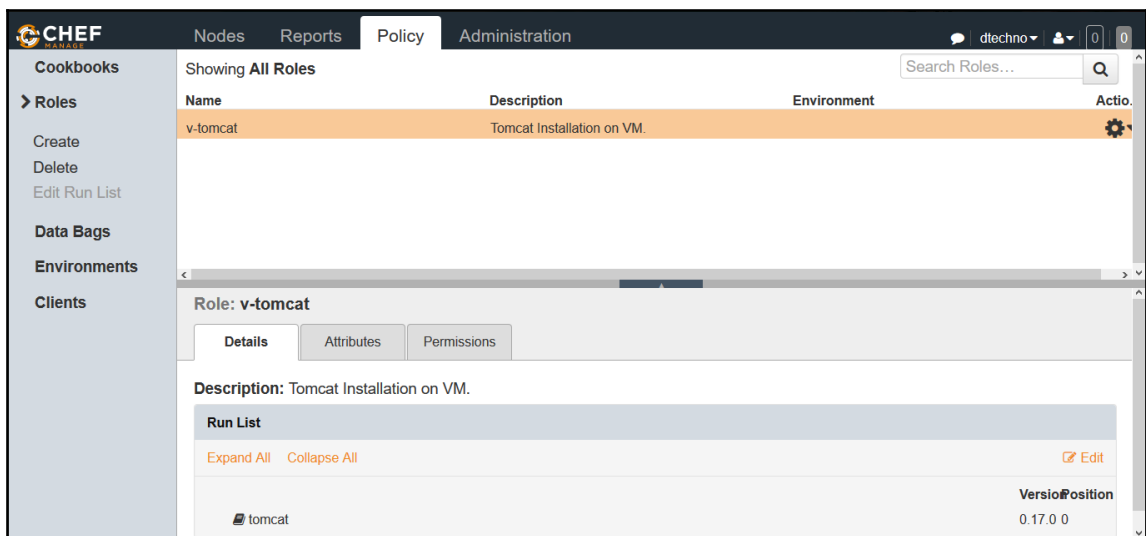 CHEF
MANAGE
Nodes Reports Policy Administration
dtechno 0 0
Cookbooks
Roles
Create
Delete
Edit Run List
Data Bags
Environments
Clients
Showing All Roles
Search Roles...
Name Description Environment Actio.
v-tomcat Tomcat Installation on VM.
Role: v-tomcat
Details Attributes Permissions
Description: Tomcat Installation on VM.
Run List
Expand All Collapse All Edit
Version Position
tomcat 0.17.0 0